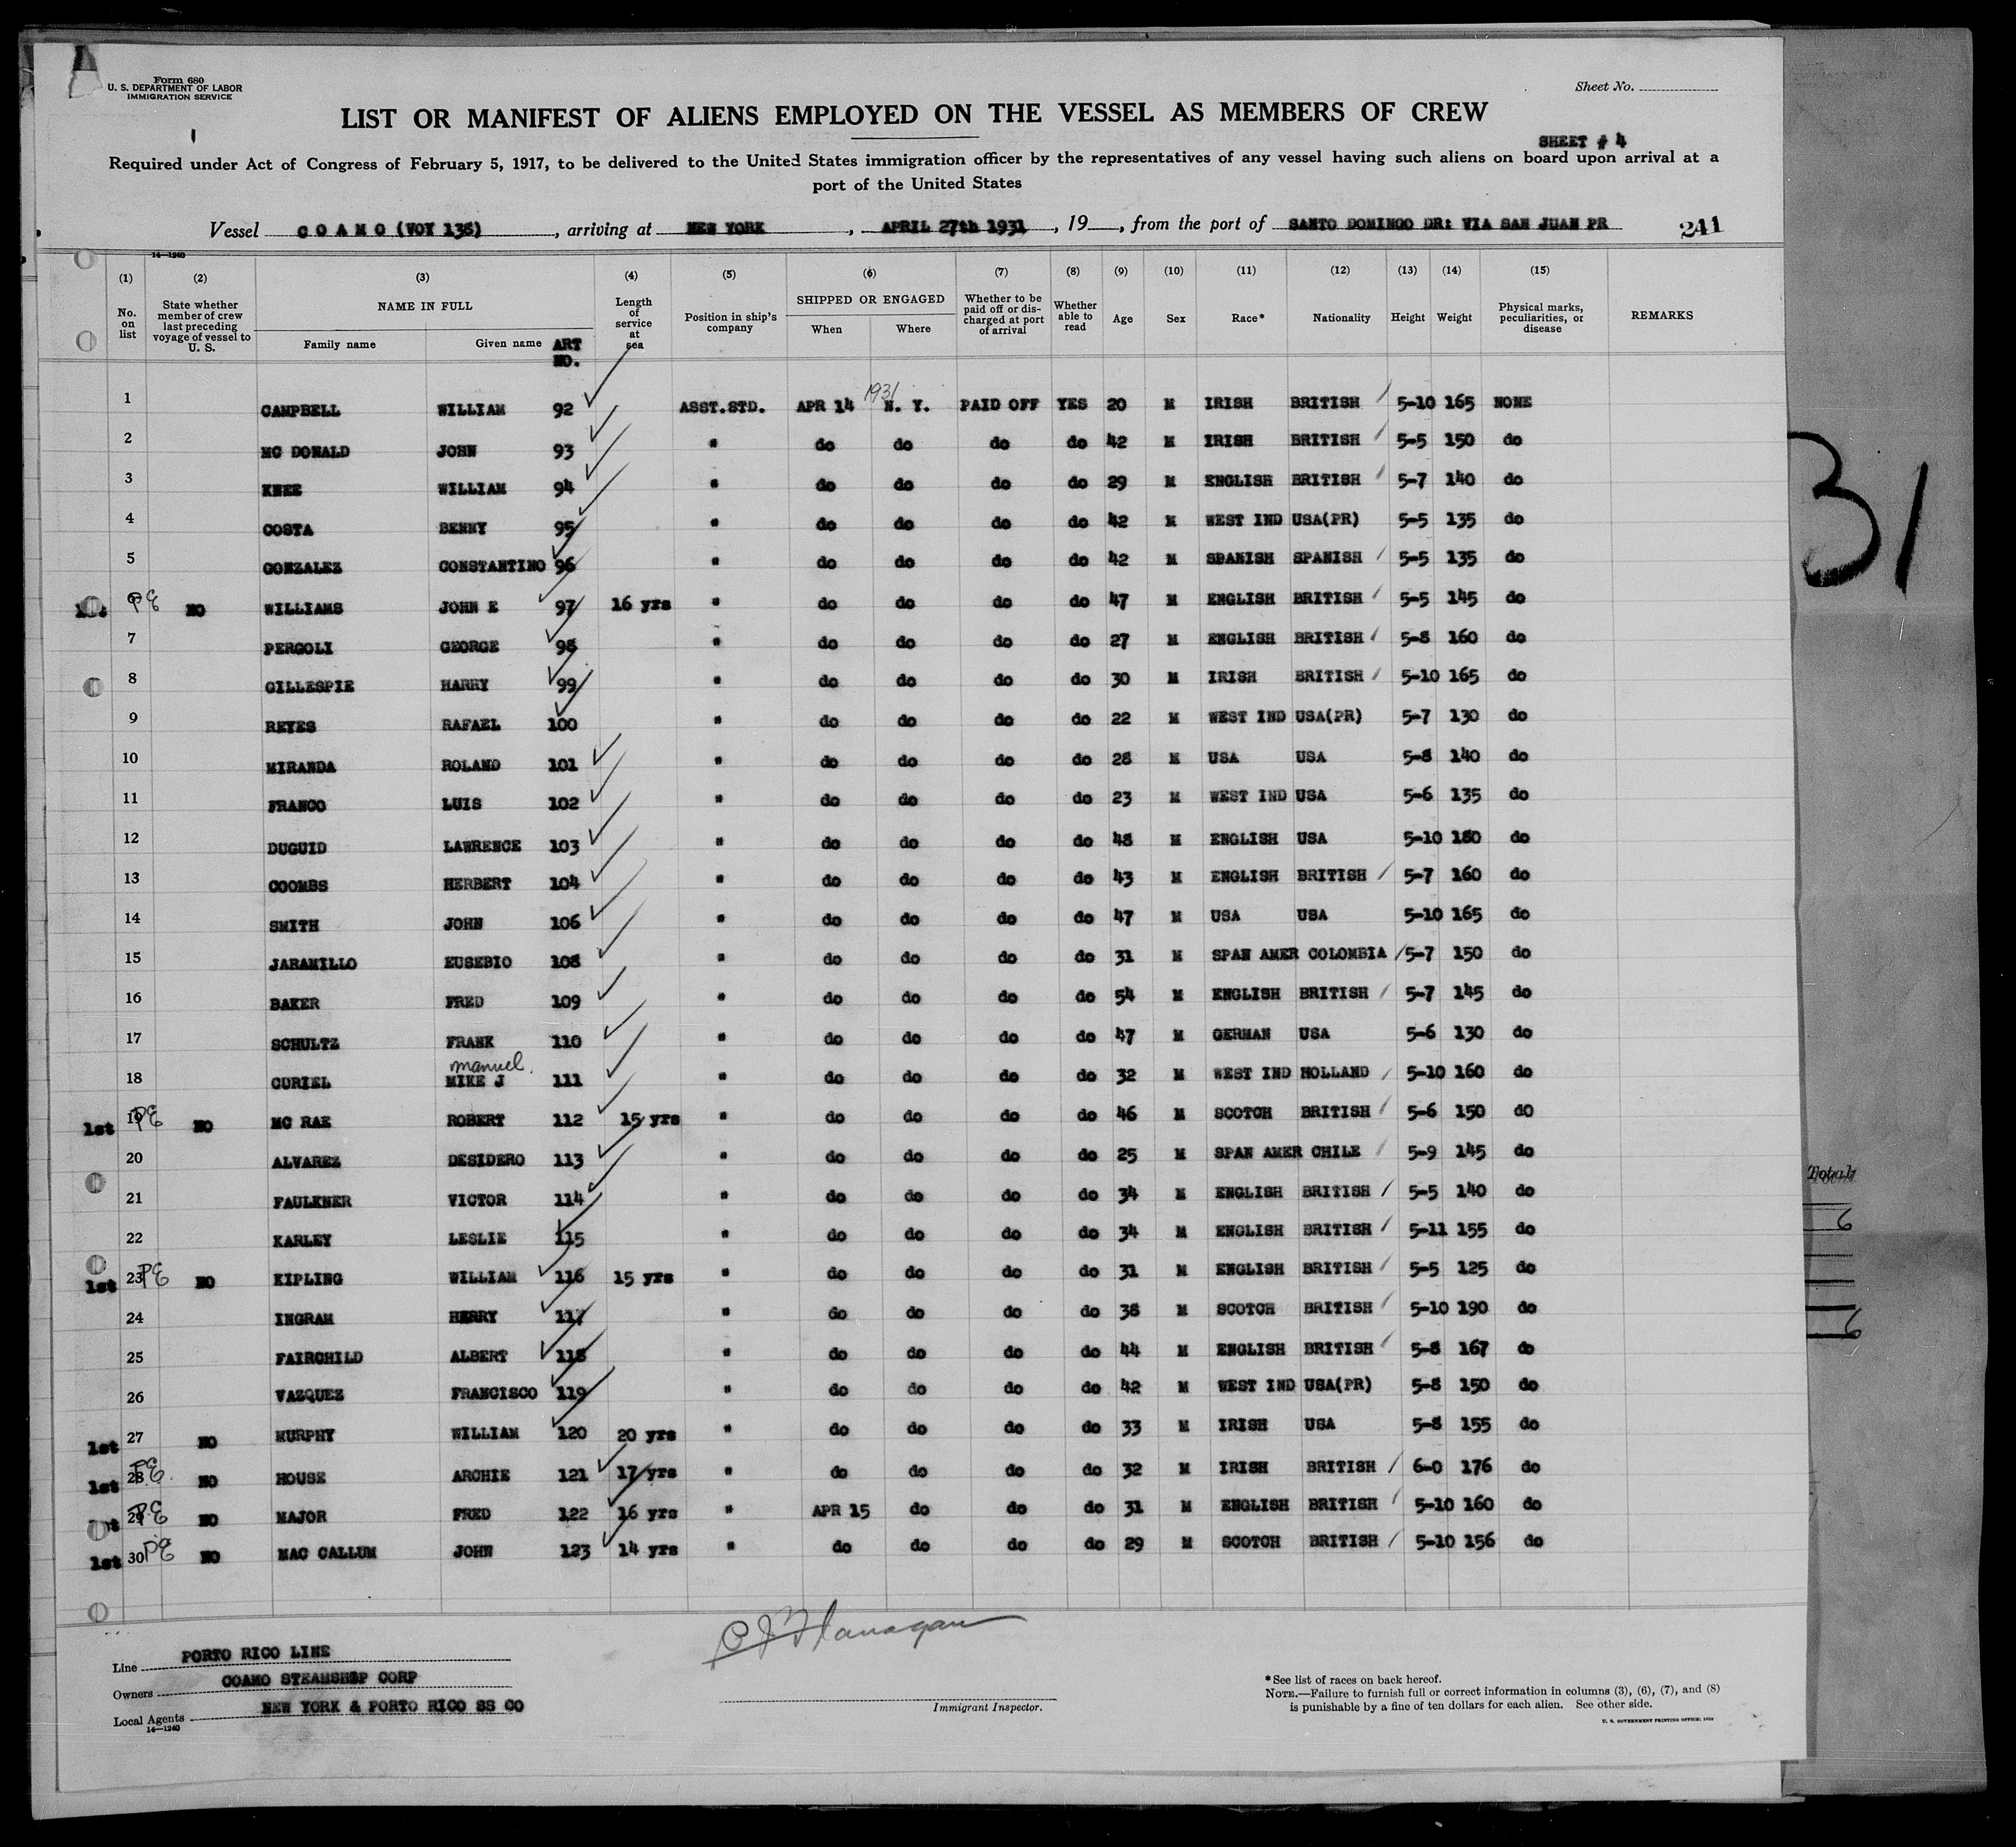 Form 680
U. S. DEPARTMENT OF LABOR
IMMIGRATION SERVICE
Sheet No.
LIST OR MANIFEST OF ALIENS EMPLOYED ON THE VESSEL AS MEMBERS OF CREW
SHEET # 4
Required under Act of Congress of February 5, 1917, to be delivered to the United States immigration officer by the representatives of any vessel having such aliens on board upon arrival at a
port of the United States
Vessel C O A M O (VOY 136) , arriving at NEW YORK , APRIL 27th 1931 , 19 , from the port of SANTO DOMINGO DR: VIA SAN JUAN PR 241
14—1240
(1) (2) (3) (4) (5) (6) (7) (8) (9) (10) (11) (12) (13) (14) (15)
No. on list State whether member of crew last preceding voyage of vessel to U. S. NAME IN FULL Family name Given name ART NO. Length of service at sea Position in ship's company SHIPPED OR ENGAGED When Where Whether to be paid off or discharged at port of arrival Whether able to read Age Sex Race* Nationality Height Weight Physical marks, peculiarities, or disease REMARKS
1931
1 CAMPBELL WILLIAM 92 ASST.STD. APR 14 N. Y. PAID OFF YES 20 M IRISH BRITISH 5-10 165 NONE
2 MC DONALD JOHN 93 " do do do do 42 M IRISH BRITISH 5-5 150 do
3 KNEE WILLIAM 94 " do do do do 29 M ENGLISH BRITISH 5-7 140 do
4 COSTA BENNY 95 " do do do do 42 M WEST IND USA(PR) 5-5 135 do
5 GONZALEZ CONSTANTINO 96 " do do do do 42 M SPANISH SPANISH 5-5 135 do
6 PE NO WILLIAMS JOHN E 97 16 yrs " do do do do 47 M ENGLISH BRITISH 5-5 145 do
7 PERGOLI GEORGE 98 " do do do do 27 M ENGLISH BRITISH 5-8 160 do
8 GILLESPIE HARRY 99 " do do do do 30 M IRISH BRITISH 5-10 165 do
9 REYES RAFAEL 100 " do do do do 22 M WEST IND USA(PR) 5-7 130 do
10 MIRANDA ROLAND 101 " do do do do 28 M USA USA 5-8 140 do
11 FRANCO LUIS 102 " do do do do 23 M WEST IND USA 5-6 135 do
12 DUGUID LAWRENCE 103 " do do do do 48 M ENGLISH USA 5-10 180 do
13 COOMBS HERBERT 104 " do do do do 43 M ENGLISH BRITISH 5-7 160 do
14 SMITH JOHN 106 " do do do do 47 M USA USA 5-10 165 do
15 JARAMILLO EUSEBIO 108 " do do do do 31 M SPAN AMER COLOMBIA 5-7 150 do
16 BAKER FRED 109 " do do do do 54 M ENGLISH BRITISH 5-7 145 do
17 SCHULTZ FRANK 110 " do do do do 47 M GERMAN USA 5-6 130 do
manuel
18 CURIEL MIKE J 111 " do do do do 32 M WEST IND HOLLAND 5-10 160 do
1st 19 PE NO MC RAE ROBERT 112 15 yrs " do do do do 46 M SCOTCH BRITISH 5-6 150 dO
20 ALVAREZ DESIDERO 113 " do do do do 25 M SPAN AMER CHILE 5-9 145 do
21 FAULKNER VICTOR 114 " do do do do 34 M ENGLISH BRITISH 5-5 140 do
22 KARLEY LESLIE 115 " do do do do 34 M ENGLISH BRITISH 5-11 155 do
1st 23 PE NO KIPLING WILLIAM 116 15 yrs " do do do do 31 M ENGLISH BRITISH 5-5 125 do
24 INGRAM HERRY 117 " do do do do 38 M SCOTCH BRITISH 5-10 190 do
25 FAIRCHILD ALBERT 118 " do do do do 44 M ENGLISH BRITISH 5-8 167 do
26 VAZQUEZ FRANCISCO 119 " do do do do 42 M WEST IND USA(PR) 5-8 150 do
1st 27 NO MURPHY WILLIAM 120 20 yrs " do do do do 33 M IRISH USA 5-8 155 do
1st 28 PE NO HOUSE ARCHIE 121 17 yrs " do do do do 32 M IRISH BRITISH 6-0 176 do
29 PE NO MAJOR FRED 122 16 yrs " APR 15 do do do 31 M ENGLISH BRITISH 5-10 160 do
1st 30 PE NO MAC CALLUM JOHN 123 14 yrs " do do do do 29 M SCOTCH BRITISH 5-10 156 do
31
Total
6
6
Line PORTO RICO LINE
Owners COAMO STEAMSHIP CORP
Local Agents NEW YORK & PORTO RICO SS CO
14—1240
Flanagan
Immigrant Inspector.
*See list of races on back hereof.
NOTE.—Failure to furnish full or correct information in columns (3), (6), (7), and (8)
is punishable by a fine of ten dollars for each alien. See other side.
U. S. GOVERNMENT PRINTING OFFICE: 1929